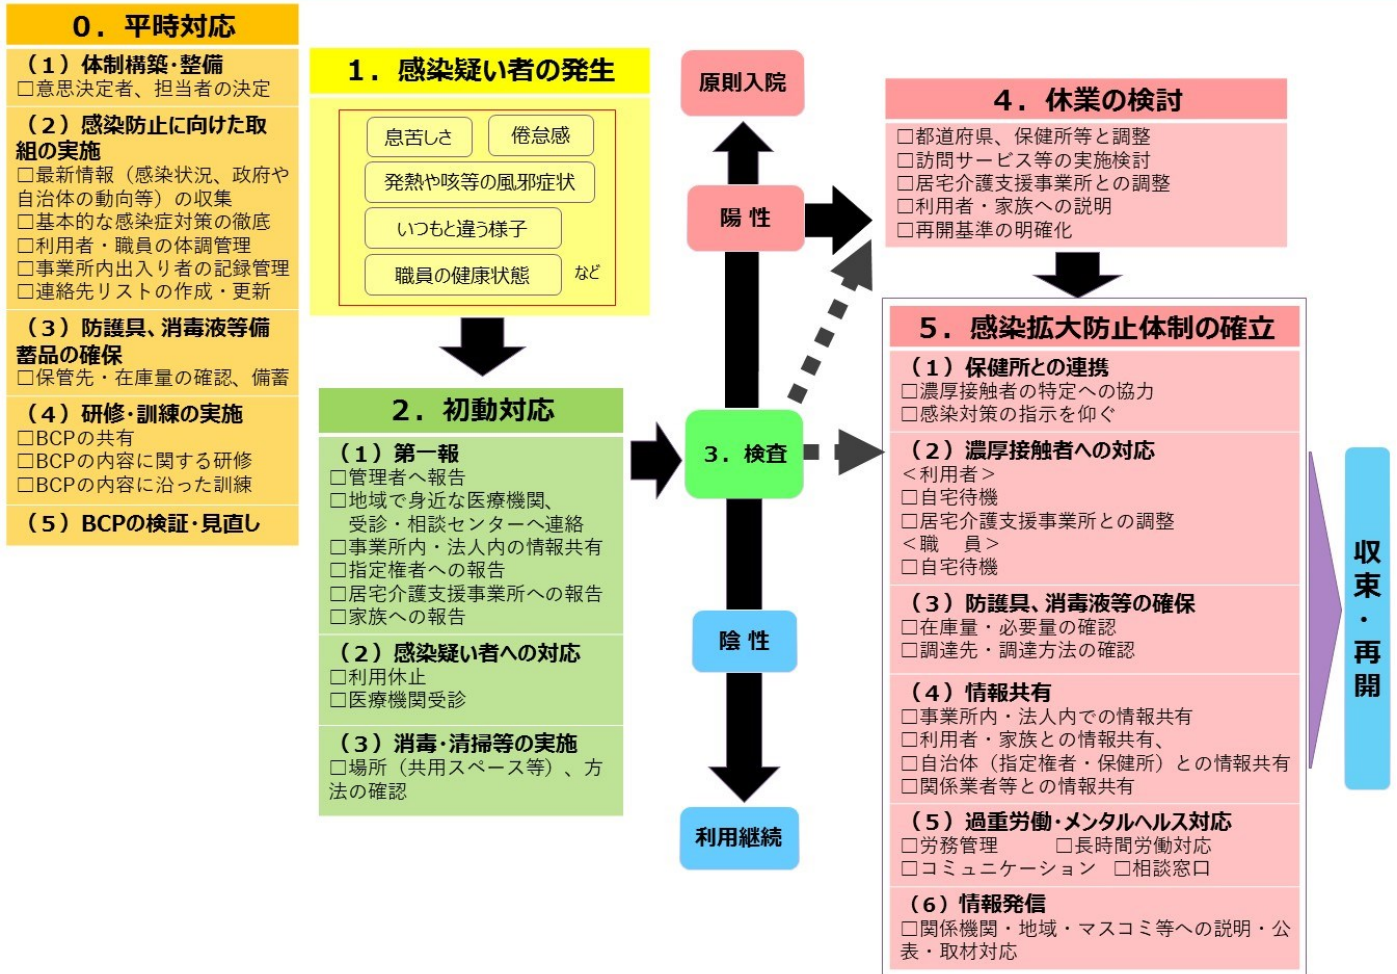 0．平時対応
（1）体制構築・整備
□意思決定者、担当者の決定
（2）感染防止に向けた取
組の実施
□最新情報（感染状況、政府や
自治体の動向等）の収集
□基本的な感染症対策の徹底
□利用者・職員の体調管理
□事業所内出入り者の記録管理
□連絡先リストの作成・更新
（3）防護具、消毒液等備
蓄品の確保
□保管先・在庫量の確認、備蓄
（4）研修・訓練の実施
□BCPの共有
□BCPの内容に関する研修
□BCPの内容に沿った訓練
（5）BCPの検証・見直し
1．感染疑い者の発生
息苦しさ
倦怠感
発熱や咳等の風邪症状
いつもと違う様子
職員の健康状態
など
2．初動対応
（1）第一報
□管理者へ報告
□地域で身近な医療機関、
受診・相談センターへ連絡
□事業所内・法人内の情報共有
□指定権者への報告
□居宅介護支援事業所への報告
□家族への報告
（2）感染疑い者への対応
□利用休止
□医療機関受診
（3）消毒・清掃等の実施
□場所（共用スペース等）、方
法の確認
原則入院
陽 性
3．検査
陰 性
利用継続
4．休業の検討
□都道府県、保健所等と調整
□訪問サービス等の実施検討
□居宅介護支援事業所との調整
□利用者・家族への説明
□再開基準の明確化
5．感染拡大防止体制の確立
（1）保健所との連携
□濃厚接触者の特定への協力
□感染対策の指示を仰ぐ
（2）濃厚接触者への対応
＜利用者＞
□自宅待機
□居宅介護支援事業所との調整
＜職　員＞
□自宅待機
（3）防護具、消毒液等の確保
□在庫量・必要量の確認
□調達先・調達方法の確認
（4）情報共有
□事業所内・法人内での情報共有
□利用者・家族との情報共有、
□自治体（指定権者・保健所）との情報共有
□関係業者等との情報共有
（5）過重労働・メンタルヘルス対応
□労務管理　　□長時間労働対応
□コミュニケーション　□相談窓口
（6）情報発信
□関係機関・地域・マスコミ等への説明・公
表・取材対応
収束・再開